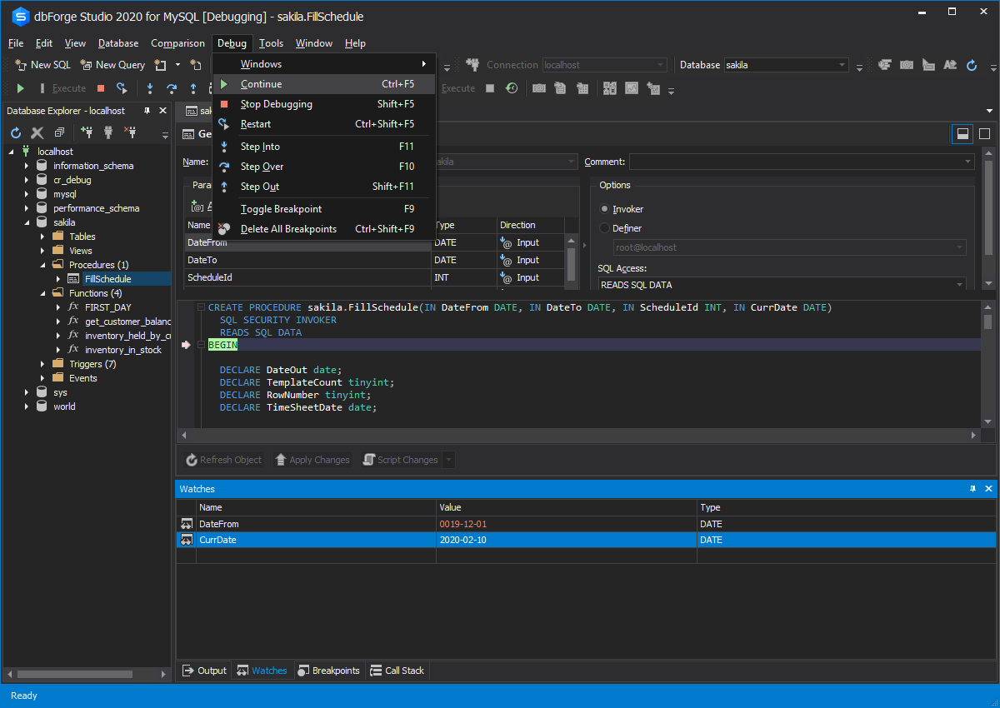 dbForge Studio 2020 for MySQL [Debugging] - sakila.FillSchedule
File Edit View Database Comparison Debug Tools Window Help
New SQL New Query Connection localhost Database sakila
Execute Execute
Windows
Continue Ctrl+F5
Stop Debugging Shift+F5
Restart Ctrl+Shift+F5
Step Into F11
Step Over F10
Step Out Shift+F11
Toggle Breakpoint F9
Delete All Breakpoints Ctrl+Shift+F9
Database Explorer - localhost
localhost
information_schema
cr_debug
mysql
performance_schema
sakila
Tables
Views
Procedures (1)
FillSchedule
Functions (4)
FIRST_DAY
get_customer_balanc
inventory_held_by_cu
inventory_in_stock
Triggers (7)
Events
sys
world
sak
Ge
Name: akila Comment:
Para
Name Type Direction
DateFrom DATE Input
DateTo DATE Input
ScheduleId INT Input
Options
Invoker
Definer
root@localhost
SQL Access:
READS SQL DATA
CREATE PROCEDURE sakila.FillSchedule(IN DateFrom DATE, IN DateTo DATE, IN ScheduleId INT, IN CurrDate DATE)
SQL SECURITY INVOKER
READS SQL DATA
BEGIN
DECLARE DateOut date;
DECLARE TemplateCount tinyint;
DECLARE RowNumber tinyint;
DECLARE TimeSheetDate date;
Refresh Object Apply Changes Script Changes
Watches
Name Value Type
DateFrom 0019-12-01 DATE
CurrDate 2020-02-10 DATE
Output Watches Breakpoints Call Stack
Ready